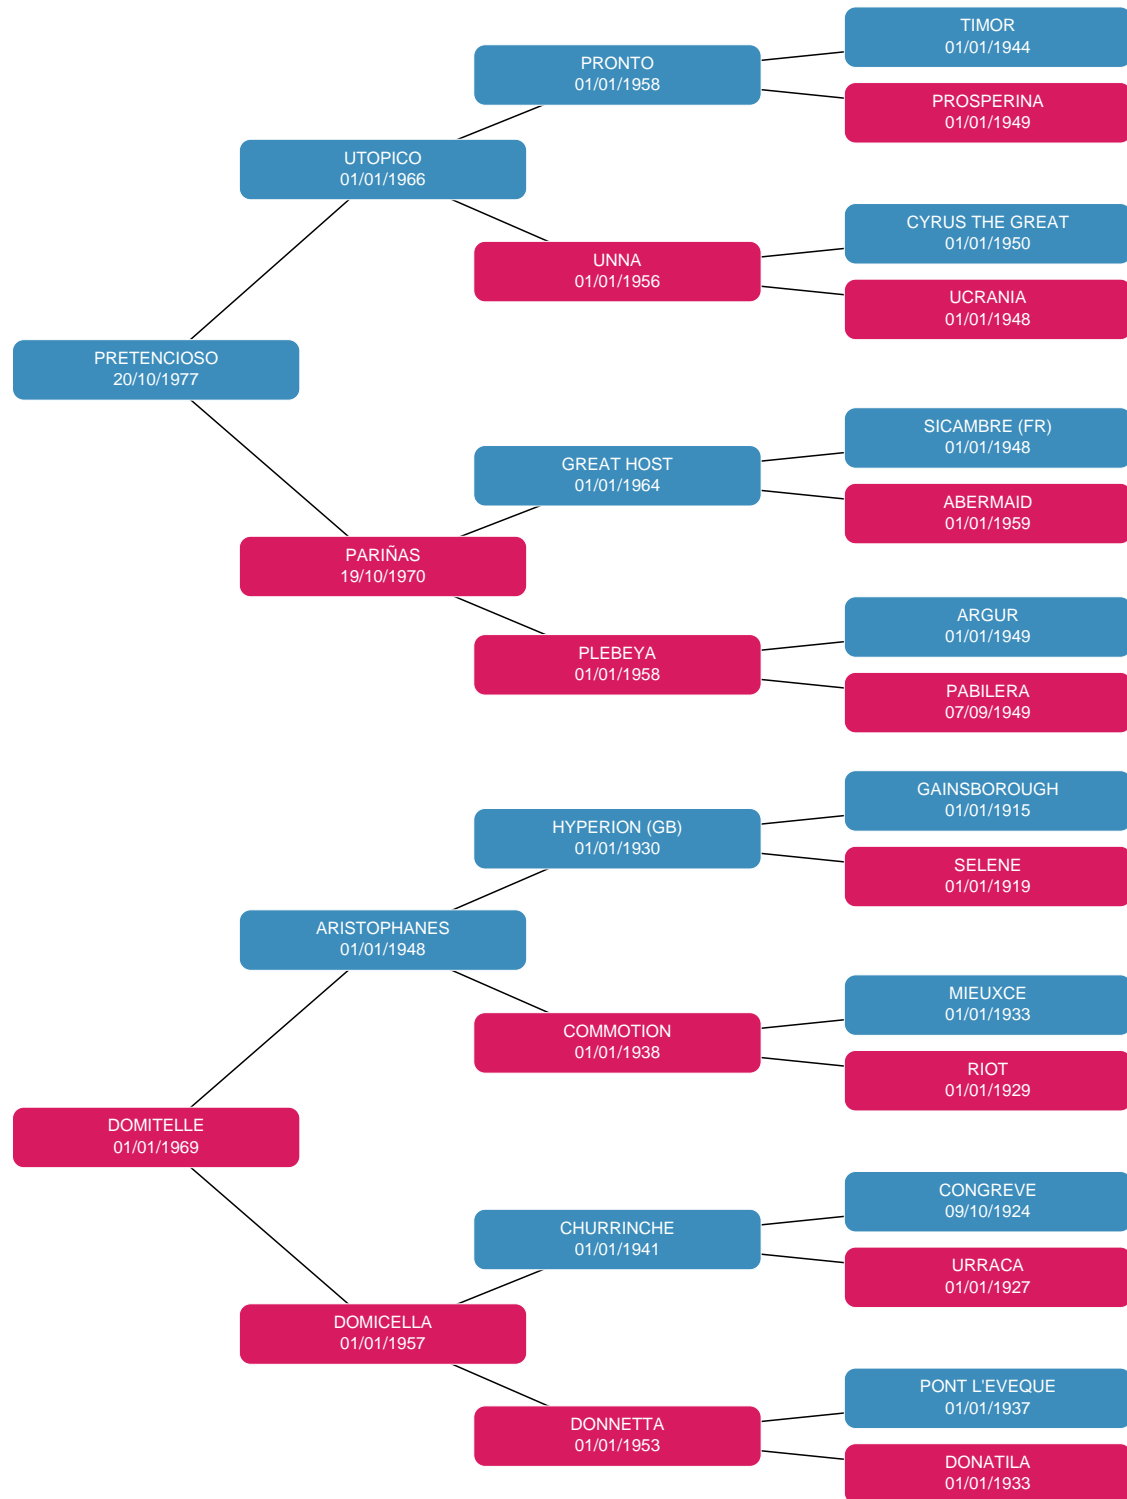 TIMOR
01/01/1944
PRONTO
01/01/1958
PROSPERINA
01/01/1949
UTOPICO
01/01/1966
CYRUS THE GREAT
01/01/1950
UNNA
01/01/1956
UCRANIA
01/01/1948
PRETENCIOSO
20/10/1977
SICAMBRE (FR)
01/01/1948
GREAT HOST
01/01/1964
ABERMAID
01/01/1959
PARIÑAS
19/10/1970
ARGUR
01/01/1949
PLEBEYA
01/01/1958
PABILERA
07/09/1949
GAINSBOROUGH
01/01/1915
HYPERION (GB)
01/01/1930
SELENE
01/01/1919
ARISTOPHANES
01/01/1948
MIEUXCE
01/01/1933
COMMOTION
01/01/1938
RIOT
01/01/1929
DOMITELLE
01/01/1969
CONGREVE
09/10/1924
CHURRINCHE
01/01/1941
URRACA
01/01/1927
DOMICELLA
01/01/1957
PONT L'EVEQUE
01/01/1937
DONNETTA
01/01/1953
DONATILA
01/01/1933